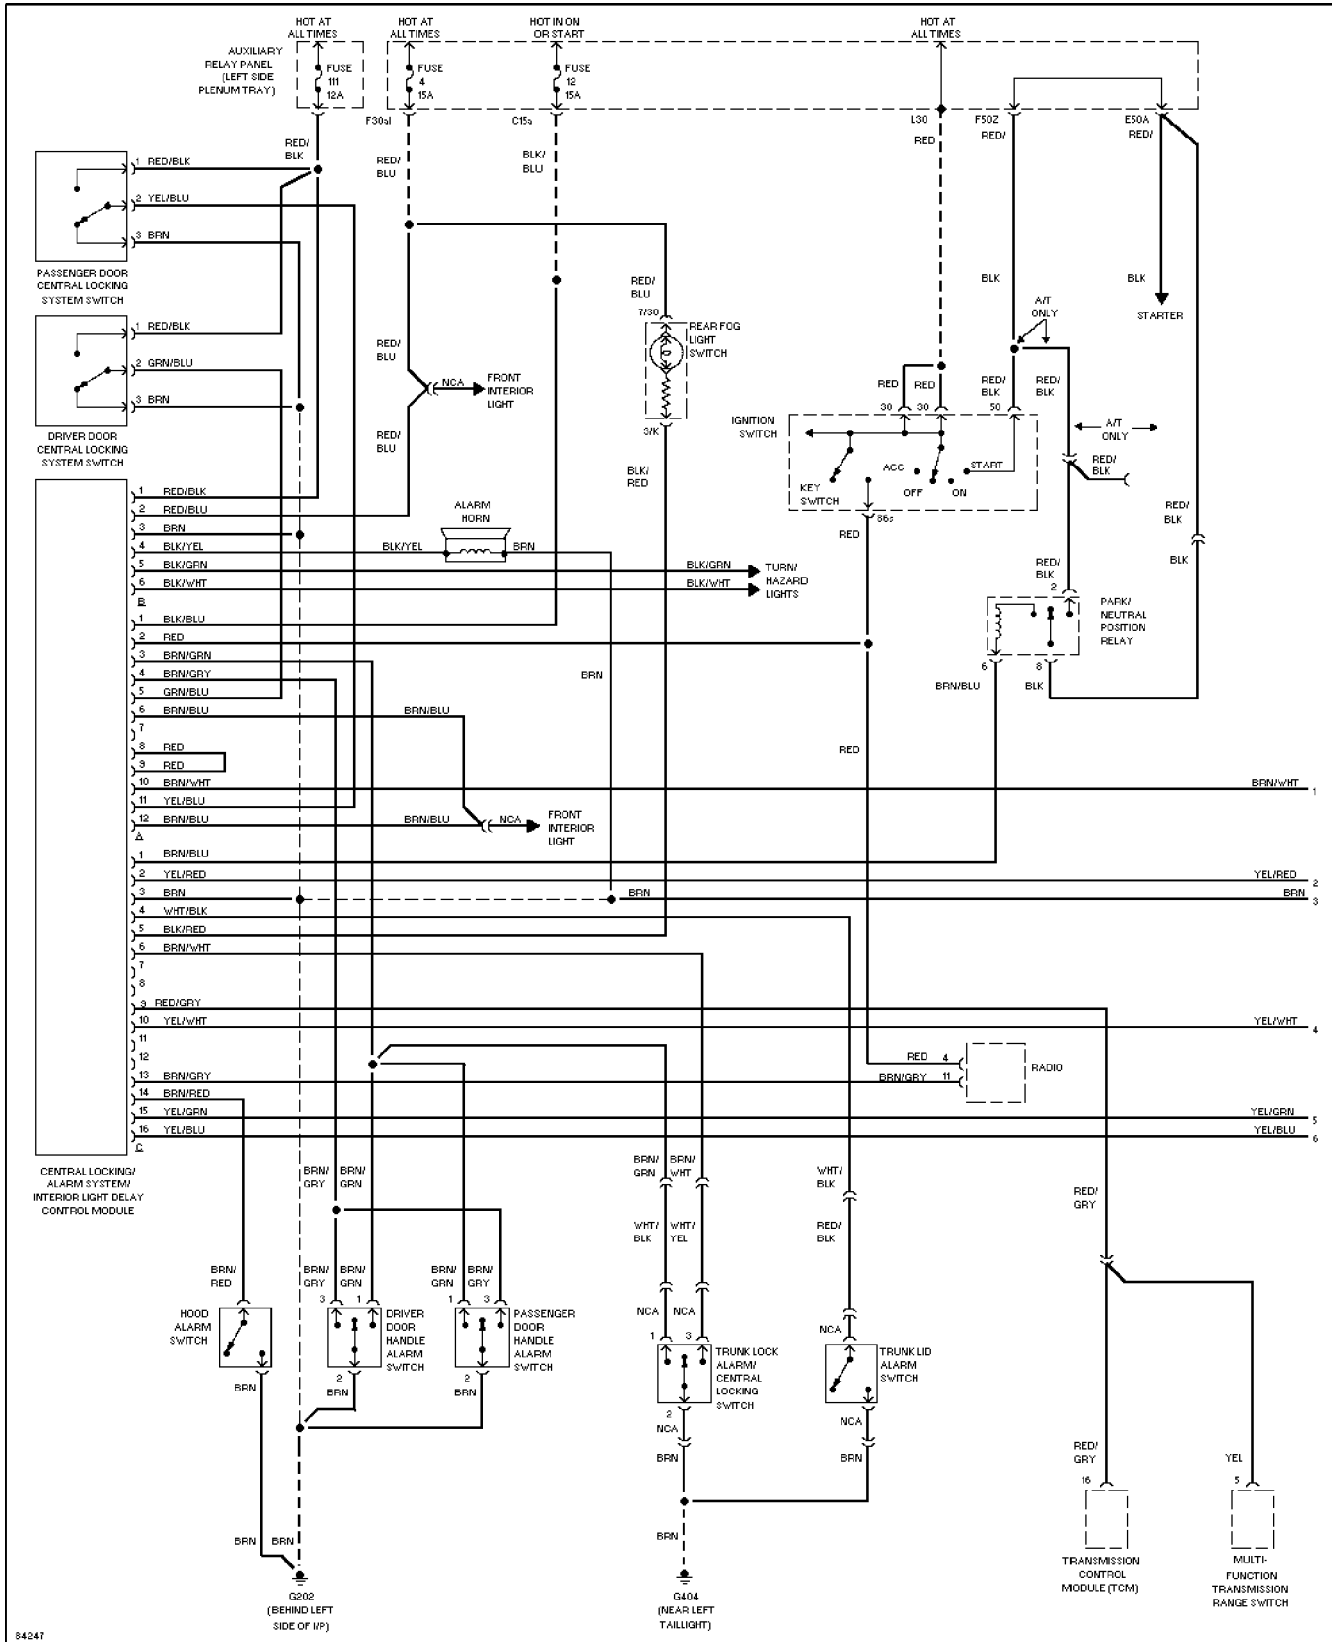 HOT AT
ALL TIMES
HOT AT
ALL TIMES
HOT IN ON
OR START
HOT AT
ALL TIMES
AUXILIARY
RELAY PANEL
(LEFT SIDE
PLENUM TRAY)
FUSE
111
12A
FUSE
4
15A
FUSE
12
15A
F30al
C15a
L30
F50Z
E50A
RED/
BLK
RED/
BLU
BLK/
BLU
RED
RED/
RED/
1 RED/BLK
2 YEL/BLU
3 BRN
PASSENGER DOOR
CENTRAL LOCKING
SYSTEM SWITCH
1 RED/BLK
2 GRN/BLU
3 BRN
DRIVER DOOR
CENTRAL LOCKING
SYSTEM SWITCH
RED/
BLU
7/30
REAR FOG
LIGHT
SWITCH
3/K
BLK/
RED
BLK
BLK
STARTER
A/T
ONLY
RED/
BLU
NCA
FRONT
INTERIOR
LIGHT
RED/
BLU
RED
RED
RED/
BLK
RED/
BLK
30
30
50
IGNITION
SWITCH
A/T
ONLY
RED/
BLK
KEY
SWITCH
ACC
OFF
ON
START
86s
RED
RED/
BLK
BLK
RED/
BLK
2
PARK/
NEUTRAL
POSITION
RELAY
6
8
BRN/BLU
BLK
ALARM
HORN
1 RED/BLK
2 RED/BLU
3 BRN
4 BLK/YEL
BLK/YEL
BRN
5 BLK/GRN
BLK/GRN
6 BLK/WHT
BLK/WHT
TURN/
HAZARD
LIGHTS
B
1 BLK/BLU
2 RED
3 BRN/GRN
4 BRN/GRY
5 GRN/BLU
6 BRN/BLU
BRN/BLU
7
8 RED
9 RED
10 BRN/WHT
BRN/WHT 1
11 YEL/BLU
12 BRN/BLU
BRN/BLU
NCA
FRONT
INTERIOR
LIGHT
A
BRN
RED
1 BRN/BLU
2 YEL/RED
YEL/RED 2
3 BRN
BRN
BRN 3
4 WHT/BLK
5 BLK/RED
6 BRN/WHT
7
8
9 RED/GRY
10 YEL/WHT
YEL/WHT 4
11
12
13 BRN/GRY
14 BRN/RED
15 YEL/GRN
YEL/GRN 5
16 YEL/BLU
YEL/BLU 6
C
RED 4
BRN/GRY 11
RADIO
CENTRAL LOCKING/
ALARM SYSTEM/
INTERIOR LIGHT DELAY
CONTROL MODULE
BRN/
GRY
BRN/
GRN
BRN/
GRN
BRN/
WHT
WHT/
BLK
RED/
GRY
WHT/
BLK
WHT/
YEL
RED/
BLK
BRN/
RED
BRN/
GRY
BRN/
GRN
BRN/
GRN
BRN/
GRY
3
1
1
3
NCA
NCA
NCA
1
3
HOOD
ALARM
SWITCH
DRIVER
DOOR
HANDLE
ALARM
SWITCH
PASSENGER
DOOR
HANDLE
ALARM
SWITCH
TRUNK LOCK
ALARM/
CENTRAL
LOCKING
SWITCH
TRUNK LID
ALARM
SWITCH
BRN
2
BRN
2
BRN
2
NCA
NCA
BRN
BRN
RED/
GRY
YEL
16
5
BRN
BRN
BRN
G202
(BEHIND LEFT
SIDE OF I/P)
G404
(NEAR LEFT
TAILLIGHT)
TRANSMISSION
CONTROL
MODULE (TCM)
MULTI-
FUNCTION
TRANSMISSION
RANGE SWITCH
84247